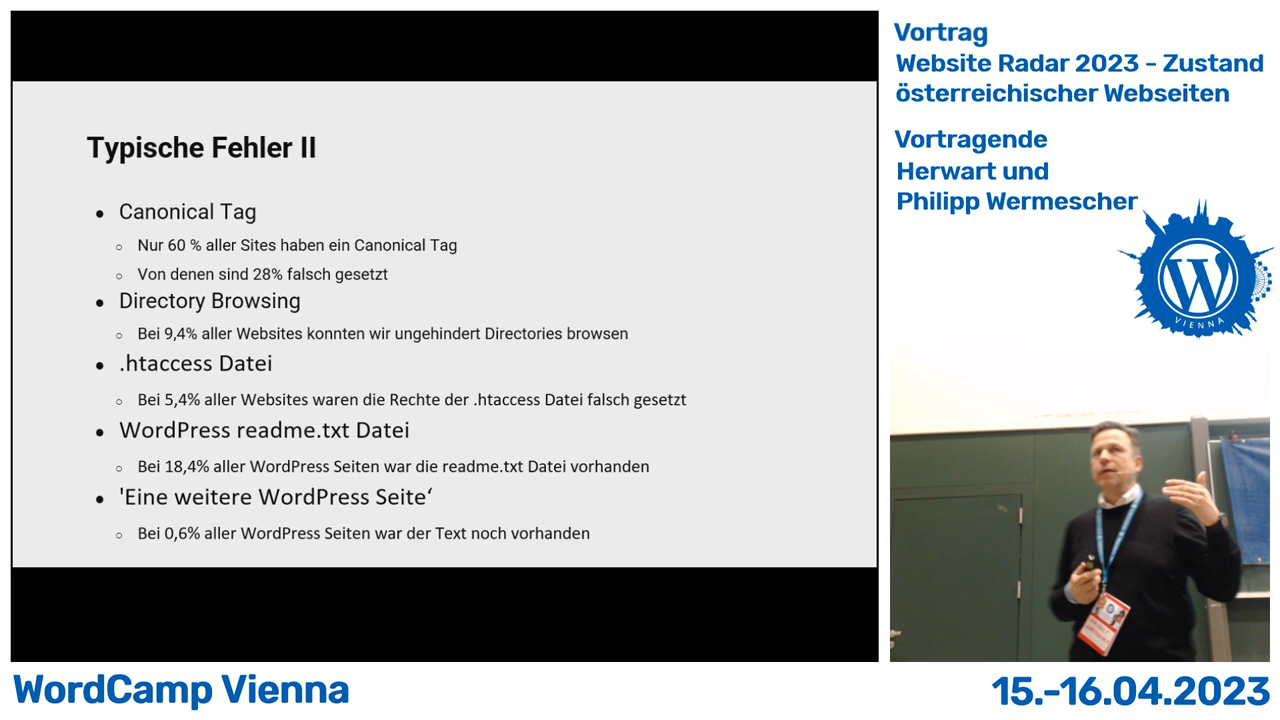 Typische Fehler II
● Canonical Tag
○ Nur 60 % aller Sites haben ein Canonical Tag
○ Von denen sind 28% falsch gesetzt
● Directory Browsing
○ Bei 9,4% aller Websites konnten wir ungehindert Directories browsen
● .htaccess Datei
○ Bei 5,4% aller Websites waren die Rechte der .htaccess Datei falsch gesetzt
● WordPress readme.txt Datei
○ Bei 18,4% aller WordPress Seiten war die readme.txt Datei vorhanden
● 'Eine weitere WordPress Seite‘
○ Bei 0,6% aller WordPress Seiten war der Text noch vorhanden
Vortrag
Website Radar 2023 - Zustand
österreichischer Webseiten
Vortragende
Herwart und
Philipp Wermescher
W
VIENNA
WordCamp Vienna
15.-16.04.2023